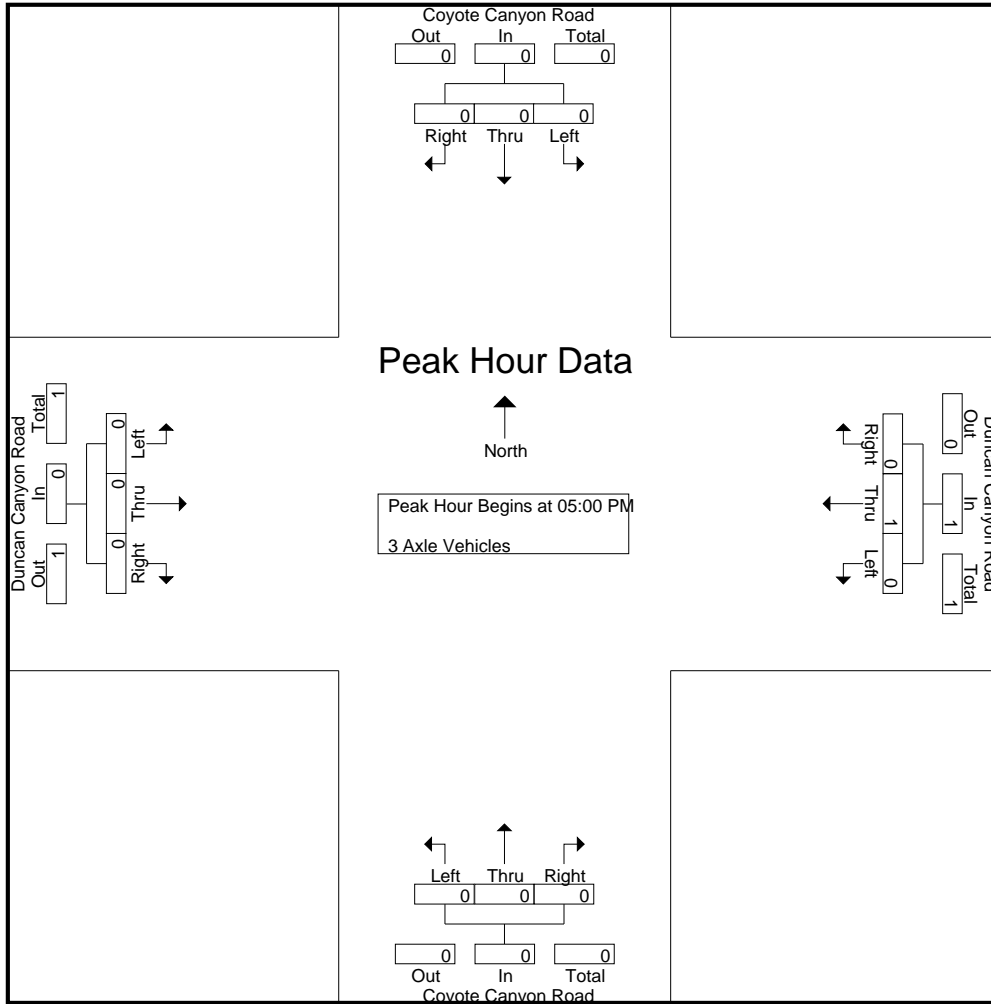 Coyote Canyon Road
Out In Total
0 0 0
0 0 0
Right Thru Left
Peak Hour Data
North
Peak Hour Begins at 05:00 PM
3 Axle Vehicles
Duncan Canyon Road
Out In Total
1 0 1
0 0 0
Right Thru Left
Duncan Canyon Road
Out In Total
0 1 1
0 1 0
Right Thru Left
Left Thru Right
0 0 0
0 0 0
Out In Total
Coyote Canyon Road